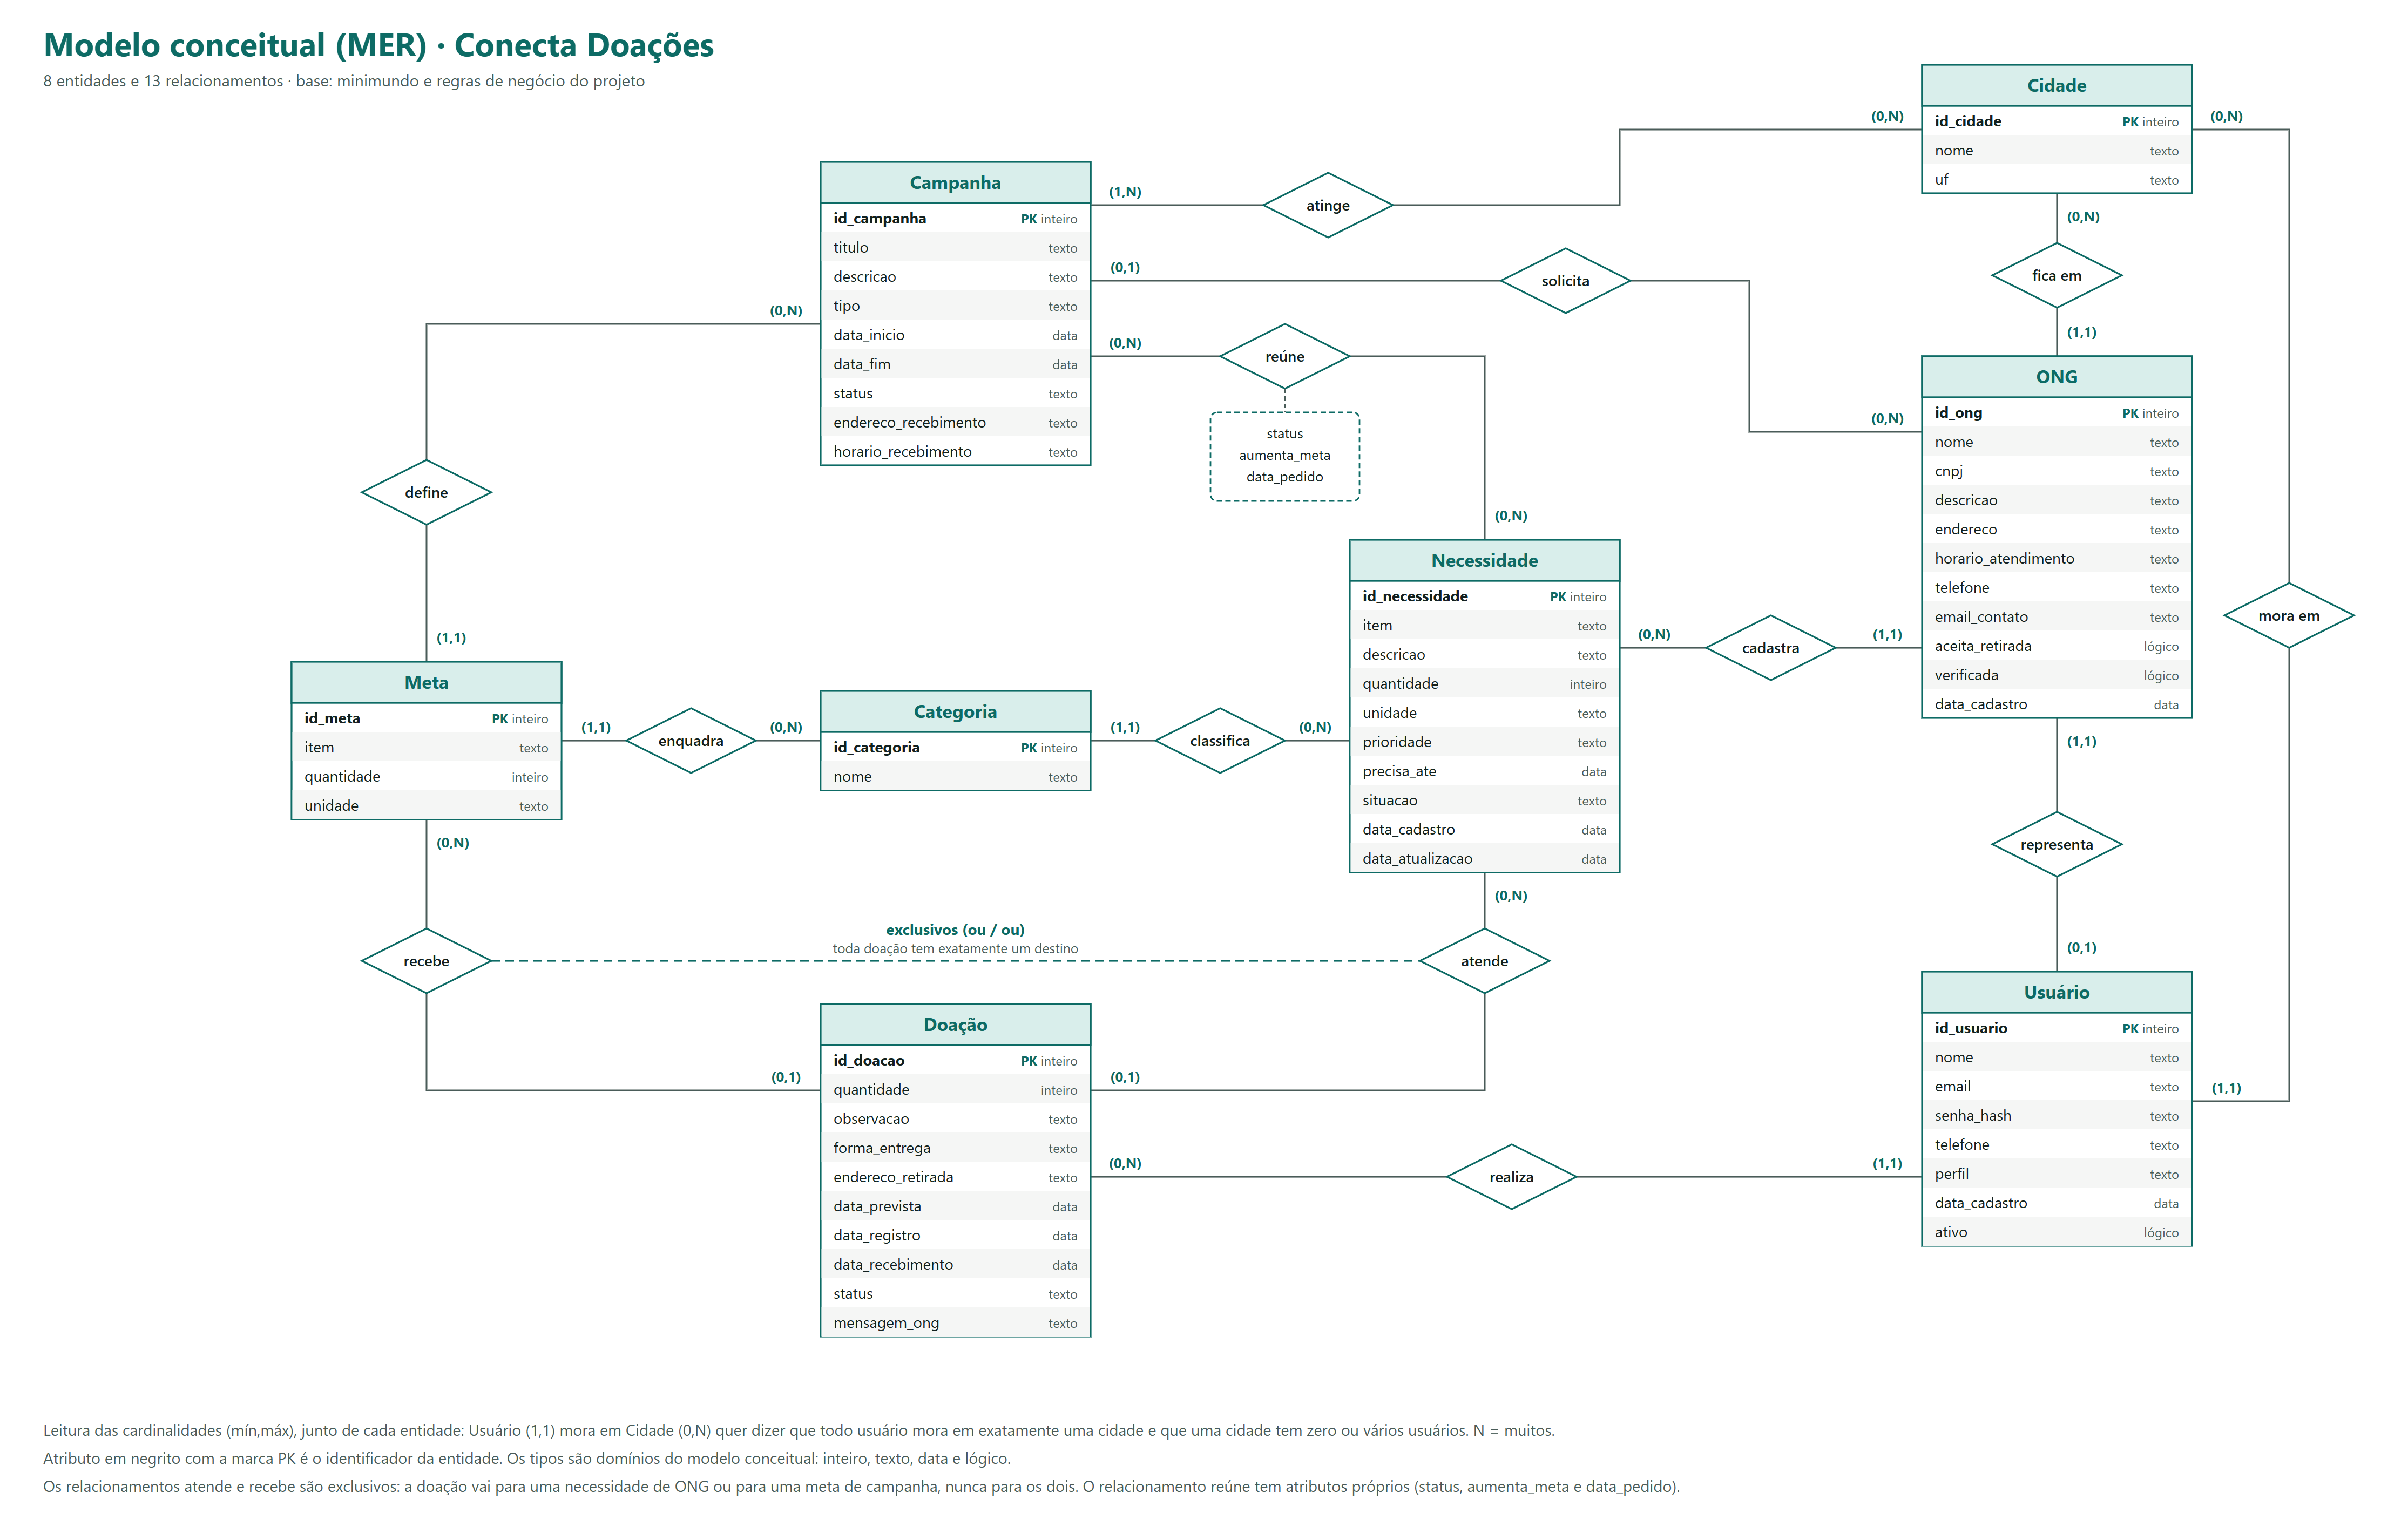 Modelo conceitual (MER) · Conecta Doações
8 entidades e 13 relacionamentos · base: minimundo e regras de negócio do projeto
Cidade
id_cidade PK inteiro
nome texto
uf texto
(0,N)
(0,N)
(0,N)
fica em
(1,1)
Campanha
id_campanha PK inteiro
titulo texto
descricao texto
tipo texto
data_inicio data
data_fim data
status texto
endereco_recebimento texto
horario_recebimento texto
(1,N)
atinge
(0,1)
solicita
(0,N)
(0,N)
reúne
status
aumenta_meta
data_pedido
(0,N)
(0,N)
define
(1,1)
ONG
id_ong PK inteiro
nome texto
cnpj texto
descricao texto
endereco texto
horario_atendimento texto
telefone texto
email_contato texto
aceita_retirada lógico
verificada lógico
data_cadastro data
mora em
Necessidade
id_necessidade PK inteiro
item texto
descricao texto
quantidade inteiro
unidade texto
prioridade texto
precisa_ate data
situacao texto
data_cadastro data
data_atualizacao data
(0,N)
cadastra
(1,1)
Meta
id_meta PK inteiro
item texto
quantidade inteiro
unidade texto
(1,1)
enquadra
(0,N)
Categoria
id_categoria PK inteiro
nome texto
(1,1)
classifica
(0,N)
(1,1)
representa
(0,1)
(0,N)
recebe
exclusivos (ou / ou)
toda doação tem exatamente um destino
(0,N)
atende
(0,1)
(0,1)
Doação
id_doacao PK inteiro
quantidade inteiro
observacao texto
forma_entrega texto
endereco_retirada texto
data_prevista data
data_registro data
data_recebimento data
status texto
mensagem_ong texto
(0,N)
realiza
(1,1)
Usuário
id_usuario PK inteiro
nome texto
email texto
senha_hash texto
telefone texto
perfil texto
data_cadastro data
ativo lógico
(1,1)
Leitura das cardinalidades (mín,máx), junto de cada entidade: Usuário (1,1) mora em Cidade (0,N) quer dizer que todo usuário mora em exatamente uma cidade e que uma cidade tem zero ou vários usuários. N = muitos.
Atributo em negrito com a marca PK é o identificador da entidade. Os tipos são domínios do modelo conceitual: inteiro, texto, data e lógico.
Os relacionamentos atende e recebe são exclusivos: a doação vai para uma necessidade de ONG ou para uma meta de campanha, nunca para os dois. O relacionamento reúne tem atributos próprios (status, aumenta_meta e data_pedido).